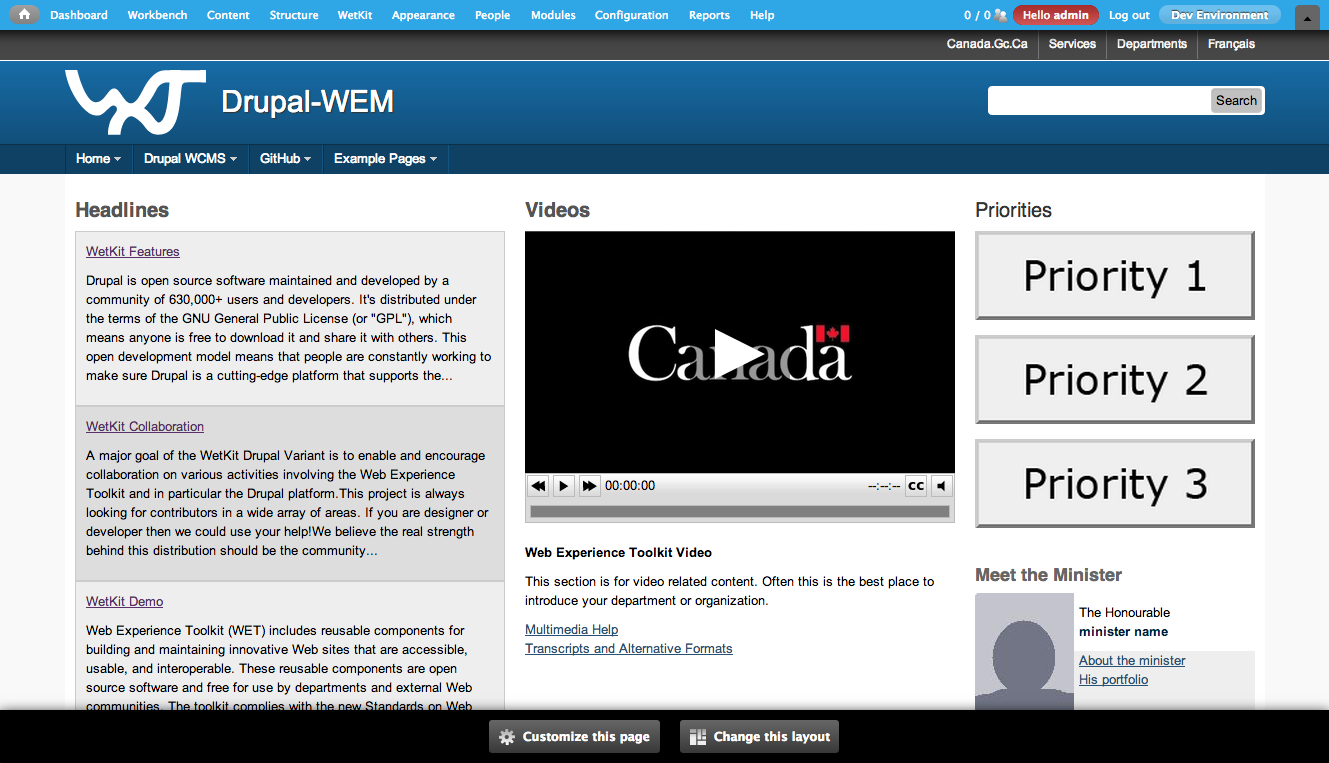 Dashboard Workbench Content Structure WetKit Appearance People Modules Configuration Reports Help 0 / 0 Hello admin Log out Dev Environment
Canada.Gc.Ca Services Departments Français
Drupal-WEM
Search
Home Drupal WCMS GitHub Example Pages
Headlines
WetKit Features
Drupal is open source software maintained and developed by a
community of 630,000+ users and developers. It's distributed under
the terms of the GNU General Public License (or "GPL"), which
means anyone is free to download it and share it with others. This
open development model means that people are constantly working to
make sure Drupal is a cutting-edge platform that supports the...
WetKit Collaboration
A major goal of the WetKit Drupal Variant is to enable and encourage
collaboration on various activities involving the Web Experience
Toolkit and in particular the Drupal platform.This project is always
looking for contributors in a wide array of areas. If you are designer or
developer then we could use your help!We believe the real strength
behind this distribution should be the community...
WetKit Demo
Web Experience Toolkit (WET) includes reusable components for
building and maintaining innovative Web sites that are accessible,
usable, and interoperable. These reusable components are open
source software and free for use by departments and external Web
communities. The toolkit complies with the new Standards on Web
Videos
Canada
00:00:00 --:--:-- CC
Web Experience Toolkit Video
This section is for video related content. Often this is the best place to
introduce your department or organization.
Multimedia Help
Transcripts and Alternative Formats
Priorities
Priority 1
Priority 2
Priority 3
Meet the Minister
The Honourable
minister name
About the minister
His portfolio
Customize this page Change this layout